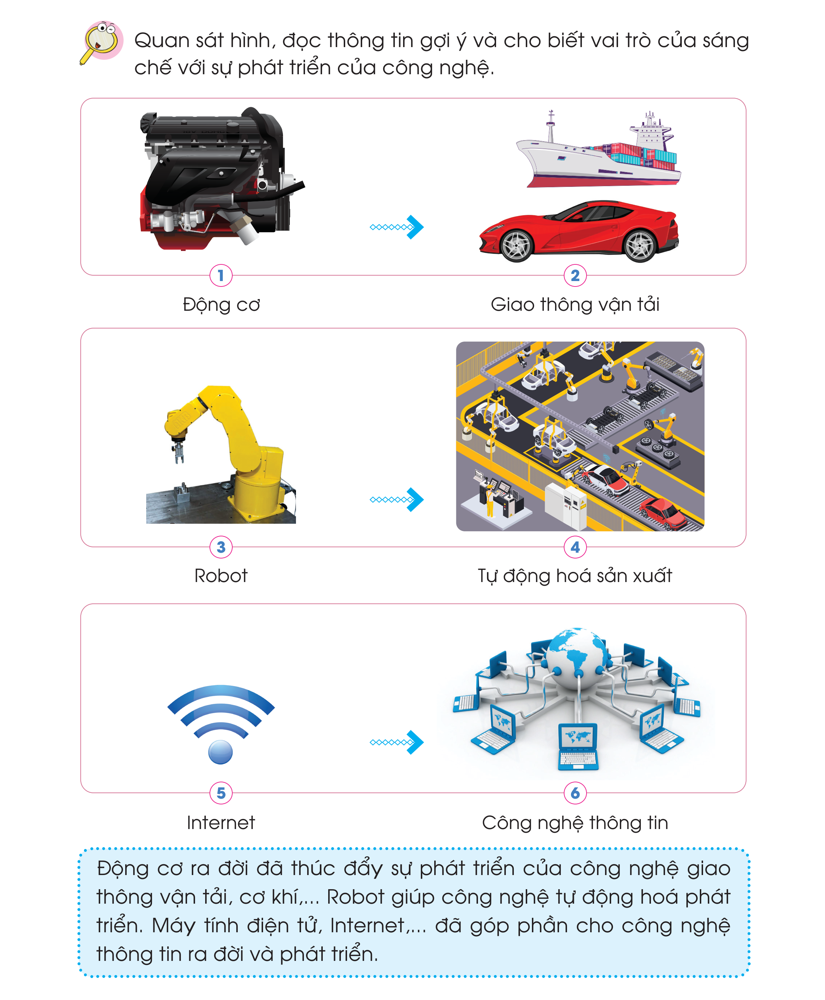 Quan sát hình, đọc thông tin gợi ý và cho biết vai trò của sáng
chế với sự phát triển của công nghệ.
1
2
Động cơ
Giao thông vận tải
3
4
Robot
Tự động hoá sản xuất
5
6
Internet
Công nghệ thông tin
Động cơ ra đời đã thúc đẩy sự phát triển của công nghệ giao
thông vận tải, cơ khí,... Robot giúp công nghệ tự động hoá phát
triển. Máy tính điện tử, Internet,... đã góp phần cho công nghệ
thông tin ra đời và phát triển.